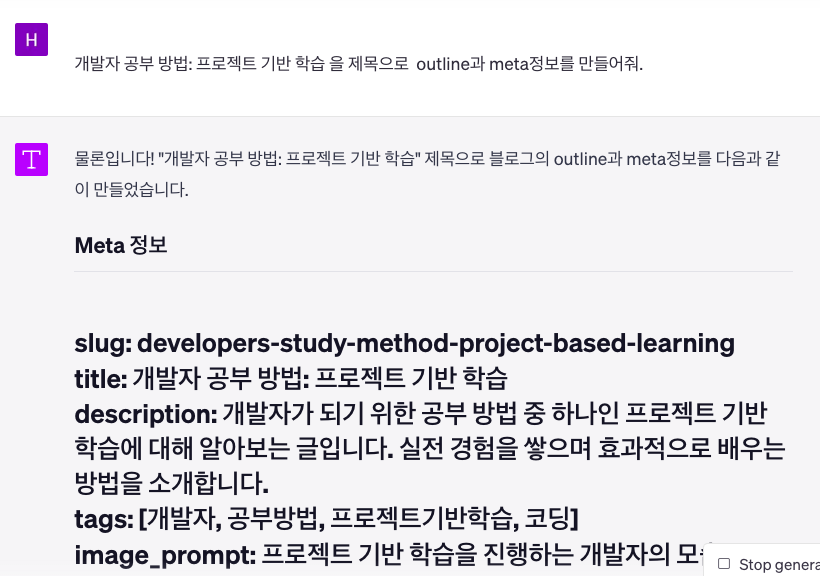 H
개발자 공부 방법: 프로젝트 기반 학습 을 제목으로 outline과 meta정보를 만들어줘.
T
물론입니다! "개발자 공부 방법: 프로젝트 기반 학습" 제목으로 블로그의 outline과 meta정보를 다음과 같
이 만들었습니다.
Meta 정보
slug: developers-study-method-project-based-learning
title: 개발자 공부 방법: 프로젝트 기반 학습
description: 개발자가 되기 위한 공부 방법 중 하나인 프로젝트 기반
학습에 대해 알아보는 글입니다. 실전 경험을 쌓으며 효과적으로 배우는
방법을 소개합니다.
tags: [개발자, 공부방법, 프로젝트기반학습, 코딩]
image_prompt: 프로젝트 기반 학습을 진행하는 개발자의
Stop genera